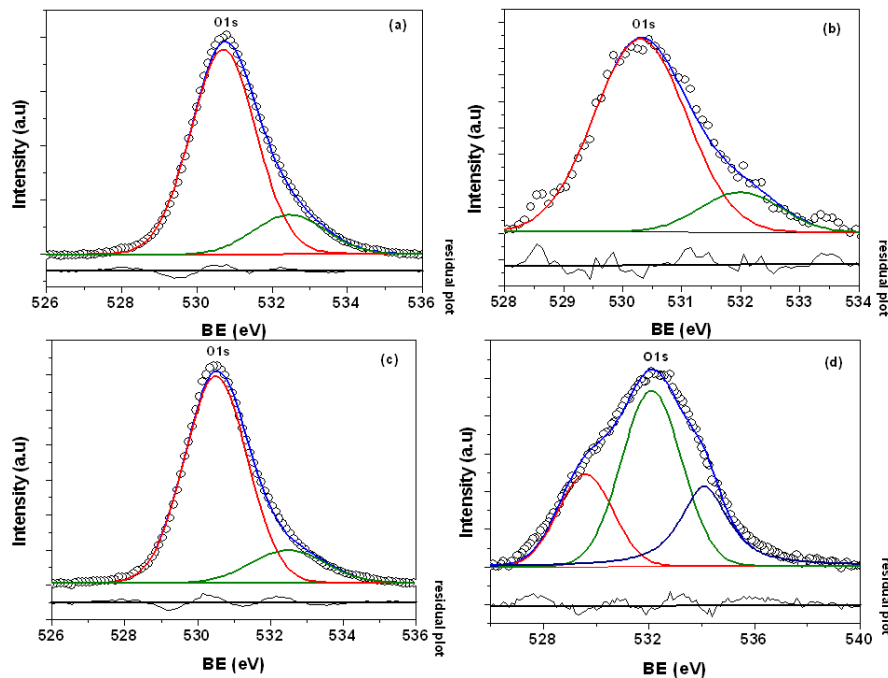 O1s (a)
Intensity (a.u)
residual plot
526 528 530 532 534 536
BE (eV)
O1s (b)
Intensity (a.u)
residual plot
528 529 530 531 532 533 534
BE (eV)
O1s (c)
Intensity (a.u)
residual plot
526 528 530 532 534 536
BE (eV)
O1s (d)
Intensity (a.u)
residual plot
528 532 536 540
BE (eV)